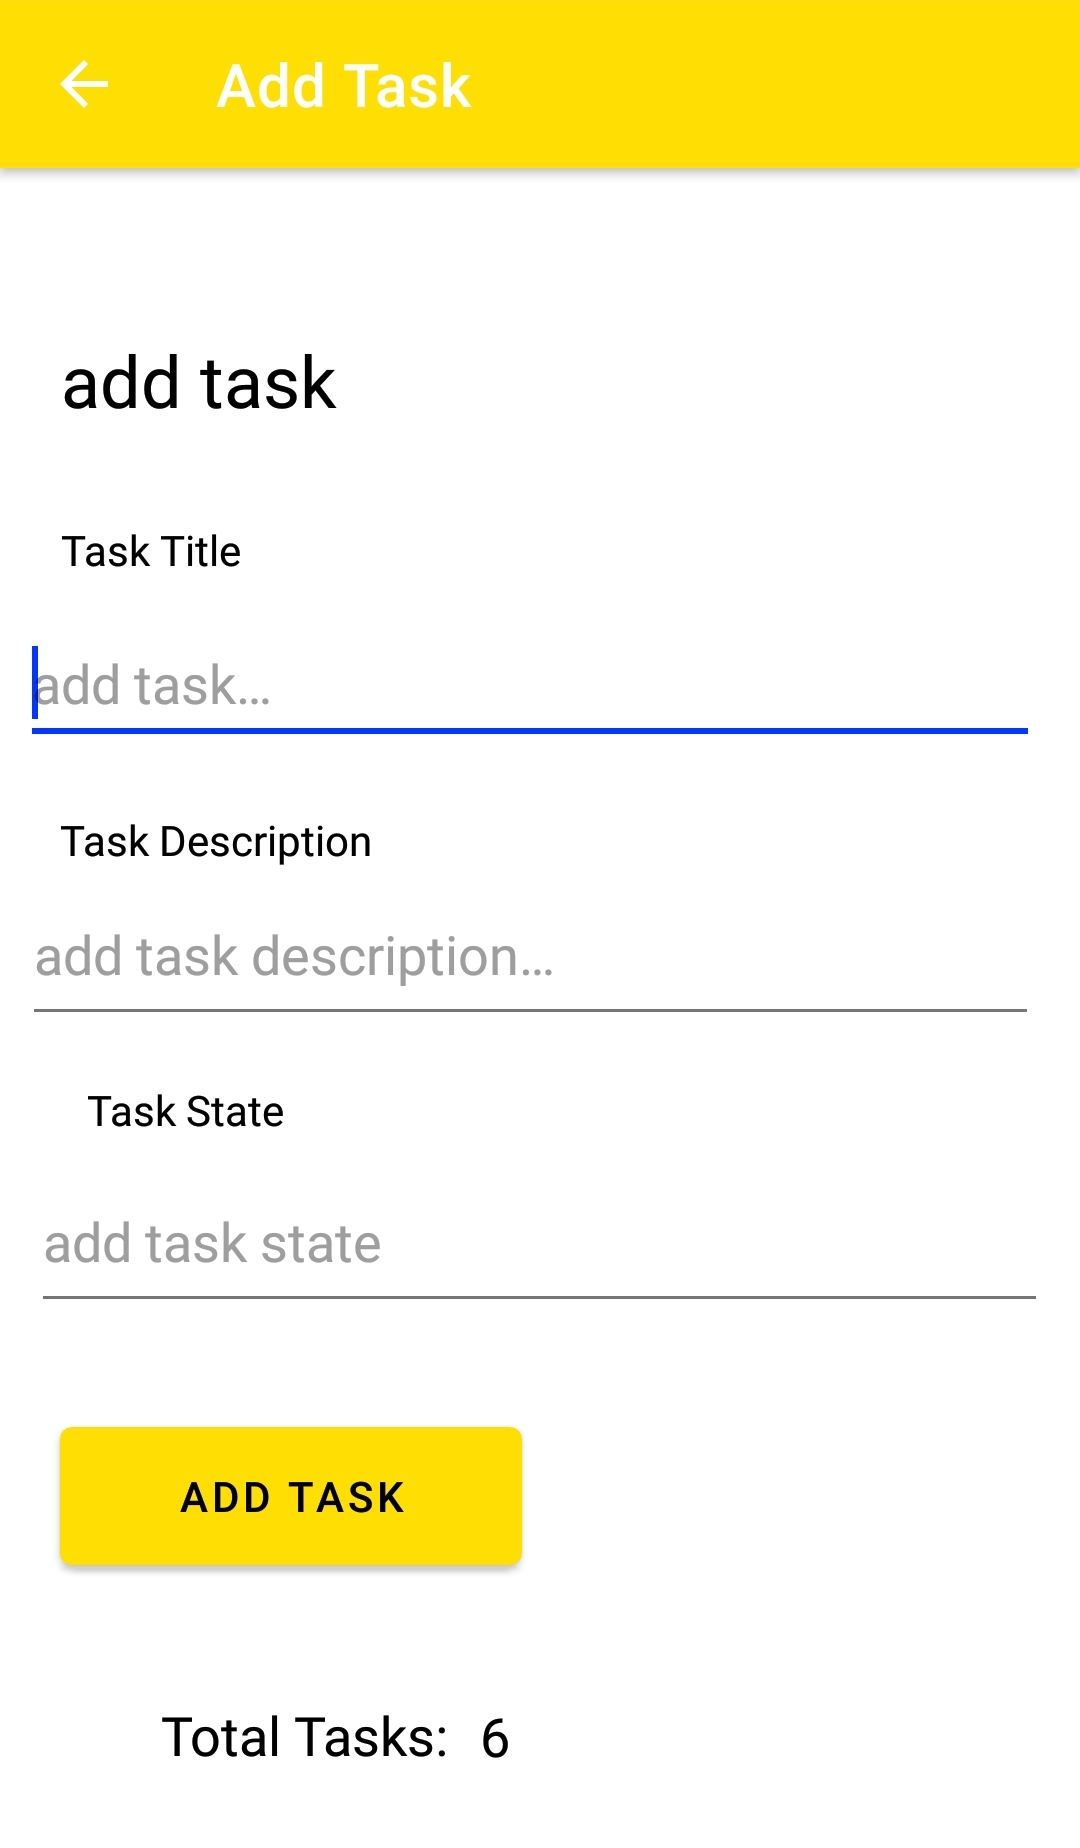 Add Task
add task
Task Title
add task...
Task Description
add task description...
Task State
add task state
ADD TASK
Total Tasks: 6